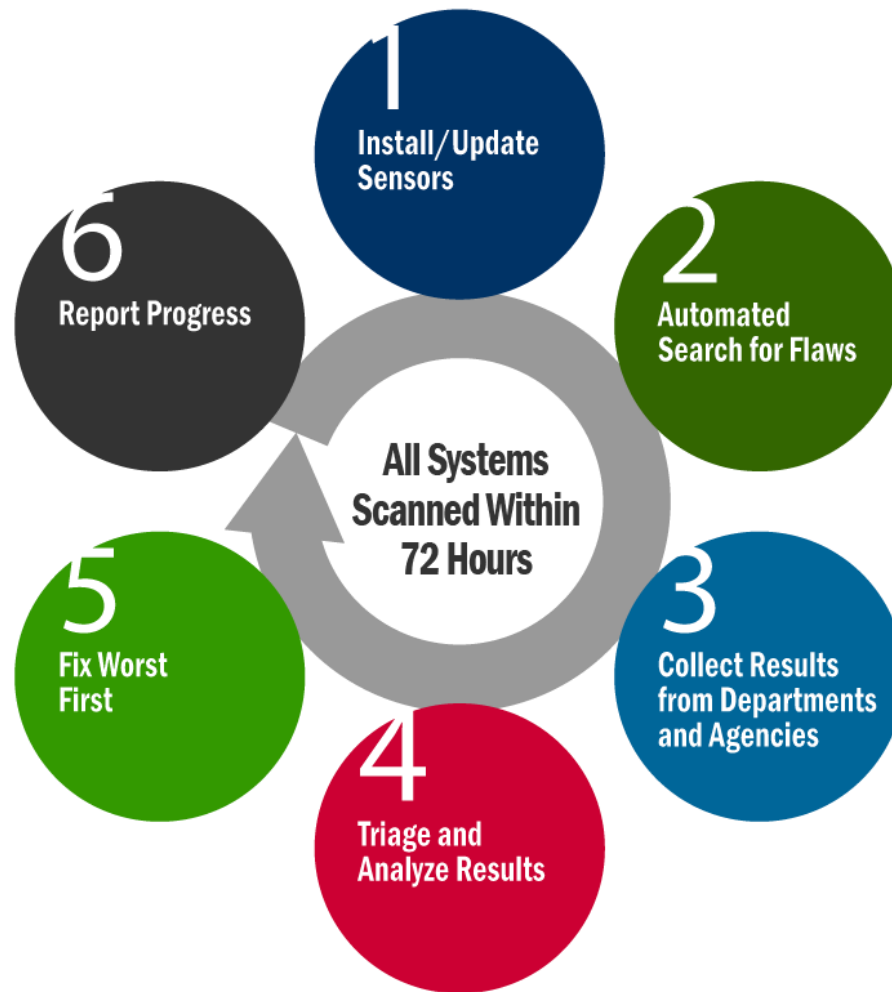 1
Install/Update
Sensors
2
Automated
Search for Flaws
3
Collect Results
from Departments
and Agencies
4
Triage and
Analyze Results
5
Fix Worst
First
6
Report Progress
All Systems
Scanned Within
72 Hours